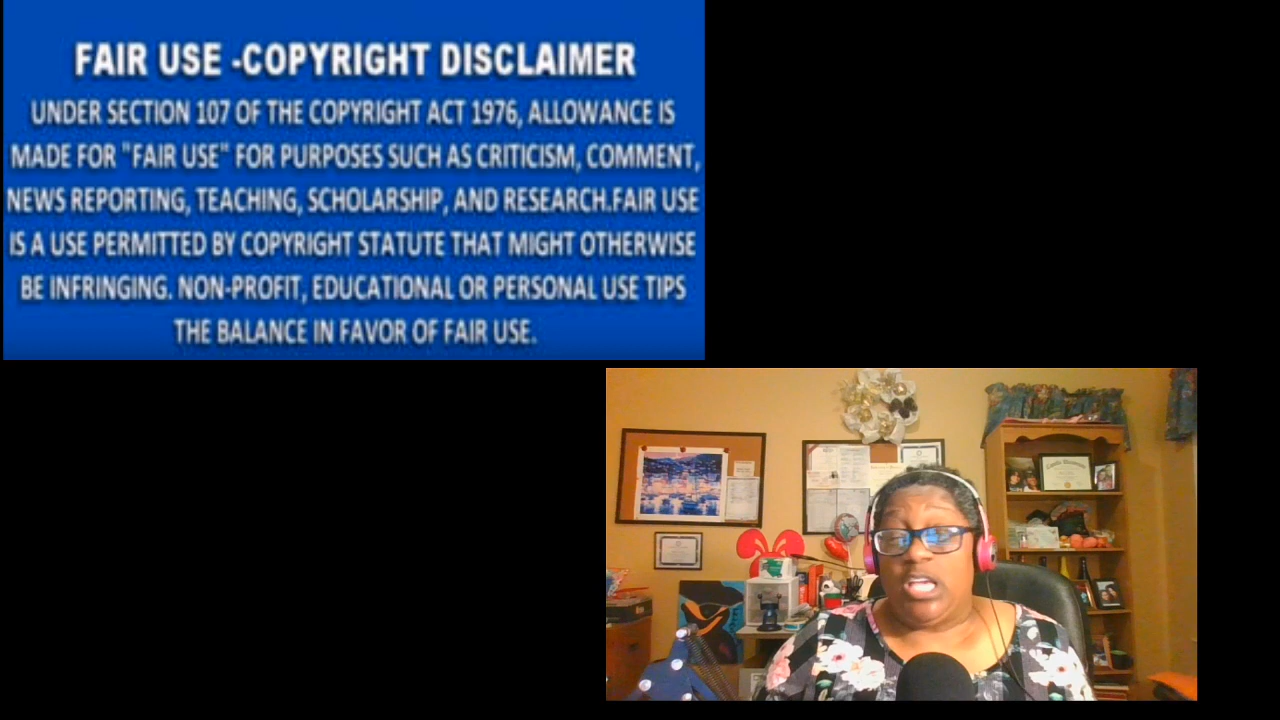 FAIR USE -COPYRIGHT DISCLAIMER
UNDER SECTION 107 OF THE COPYRIGHT ACT 1976, ALLOWANCE IS
MADE FOR "FAIR USE" FOR PURPOSES SUCH AS CRITICISM, COMMENT,
NEWS REPORTING, TEACHING, SCHOLARSHIP, AND RESEARCH.FAIR USE
IS A USE PERMITTED BY COPYRIGHT STATUTE THAT MIGHT OTHERWISE
BE INFRINGING. NON-PROFIT, EDUCATIONAL OR PERSONAL USE TIPS
THE BALANCE IN FAVOR OF FAIR USE.